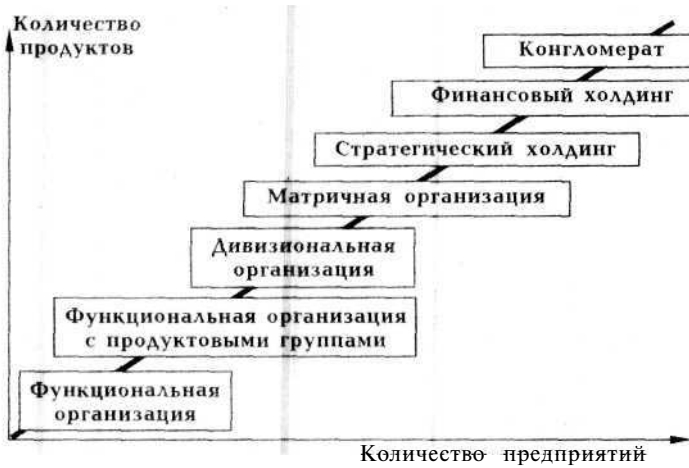 Количество
продуктов
Конгломерат
Финансовый холдинг
Стратегический холдинг
Матричная организация
Дивизиональная
организация
Функциональная организация
с продуктовыми группами
Функциональная
организация
Количество предприятий